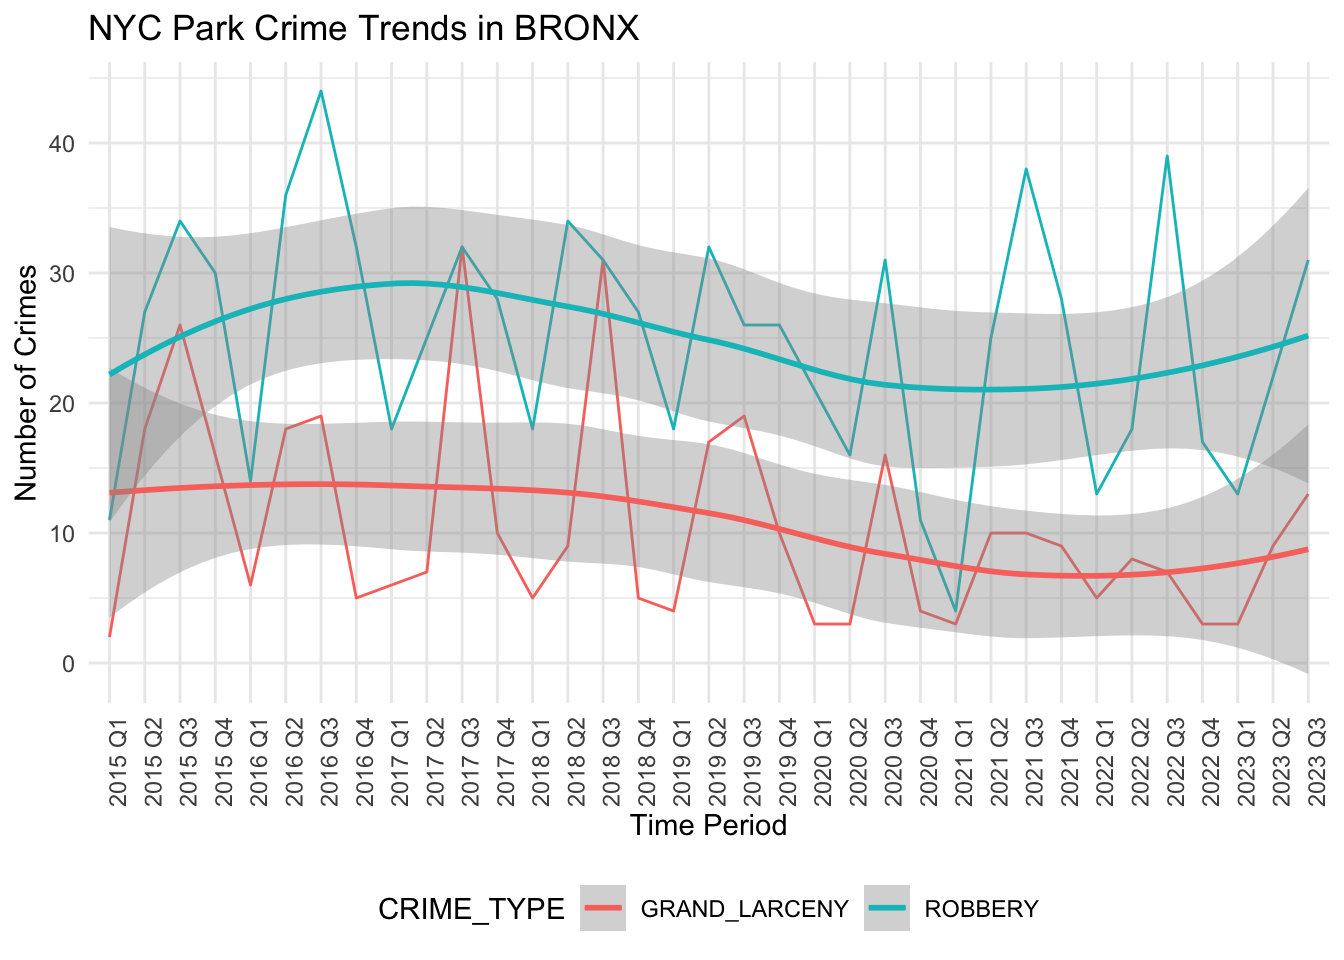 NYC Park Crime Trends in BRONX
Number of Crimes
40
30
20
10
0
2015 Q1
2015 Q2
2015 Q3
2015 Q4
2016 Q1
2016 Q2
2016 Q3
2016 Q4
2017 Q1
2017 Q2
2017 Q3
2017 Q4
2018 Q1
2018 Q2
2018 Q3
2018 Q4
2019 Q1
2019 Q2
2019 Q3
2019 Q4
2020 Q1
2020 Q2
2020 Q3
2020 Q4
2021 Q1
2021 Q2
2021 Q3
2021 Q4
2022 Q1
2022 Q2
2022 Q3
2022 Q4
2023 Q1
2023 Q2
2023 Q3
Time Period
CRIME_TYPE GRAND_LARCENY ROBBERY